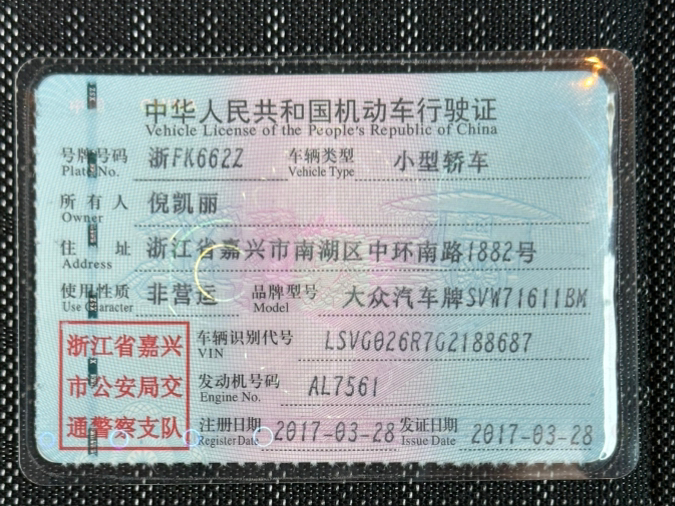 中华人民共和国机动车行驶证
Vehicle License of the People's Republic of China
号牌号码 浙FK662Z 车辆类型 小型轿车
Plate No. Vehicle Type
所有人 倪凯丽
Owner
住址 浙江省嘉兴市南湖区中环南路1882号
Address
使用性质 非营运 品牌型号 大众汽车牌SVW71611BM
Use Character Model
浙江省嘉兴 车辆识别代号 LSVG026R7G2188687
VIN
市公安局交 发动机号码 AL7561
Engine No.
通警察支队 注册日期 2017-03-28 发证日期 2017-03-28
Register Date Issue Date